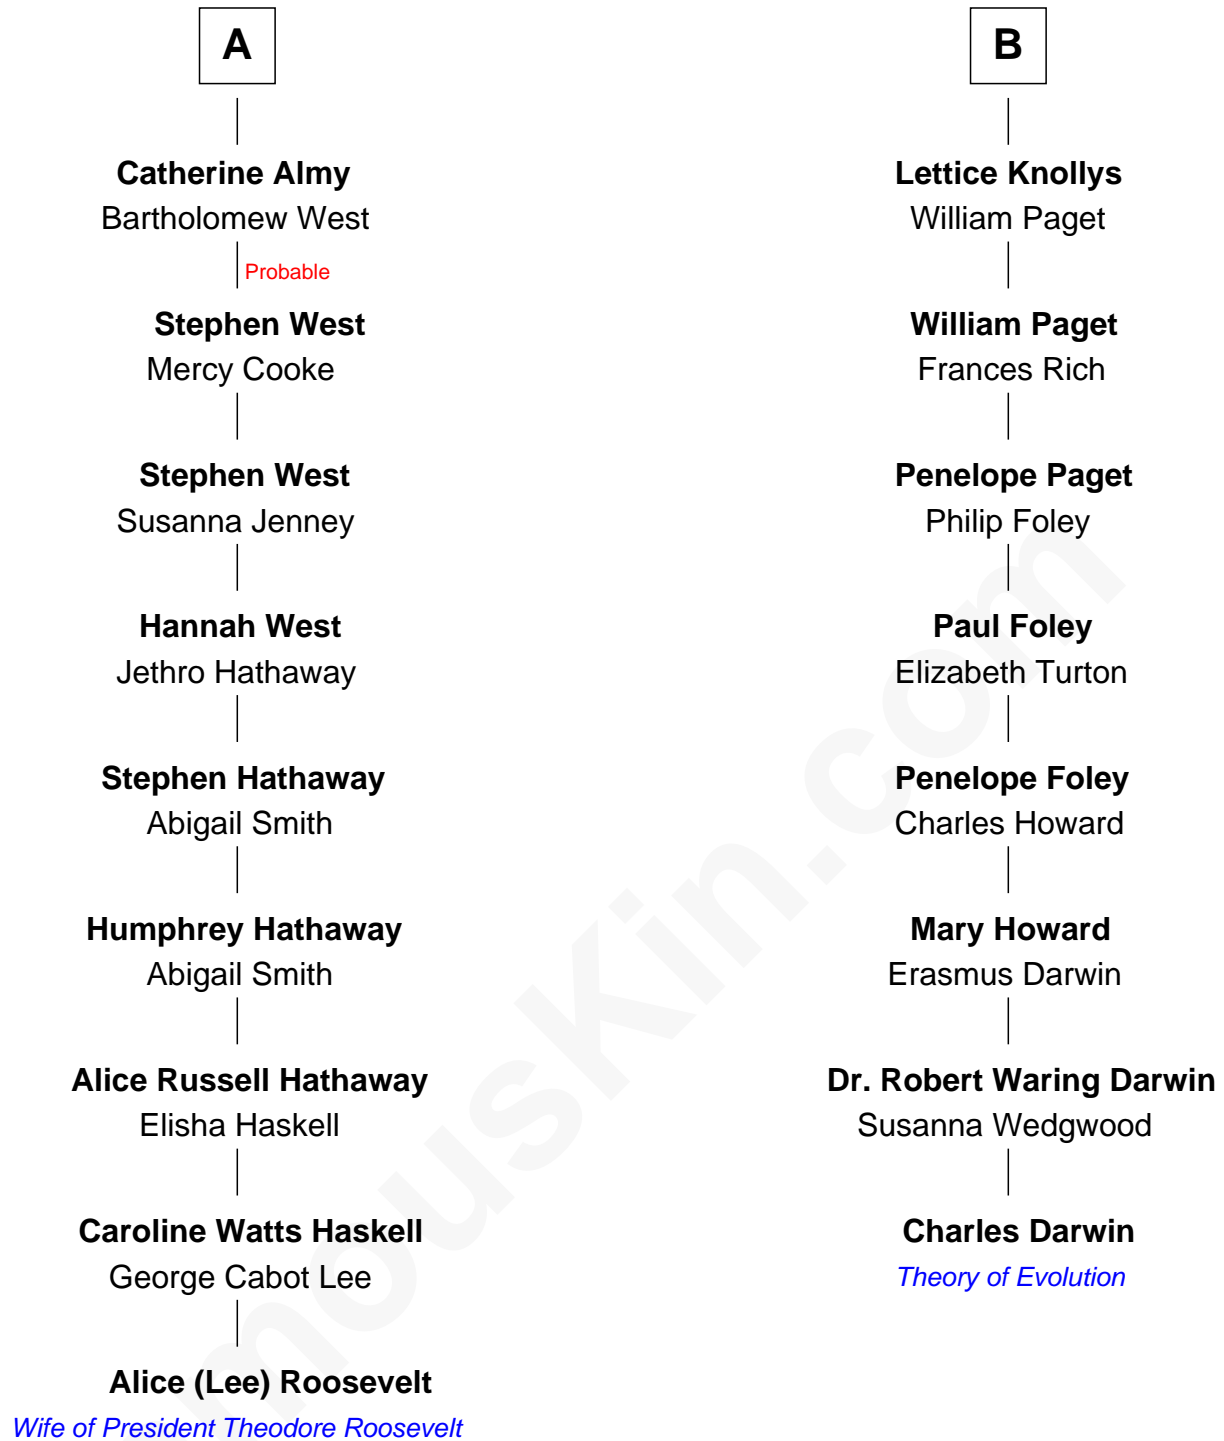 A
Catherine Almy
Bartholomew West
Probable
Stephen West
Mercy Cooke
Stephen West
Susanna Jenney
Hannah West
Jethro Hathaway
Stephen Hathaway
Abigail Smith
Humphrey Hathaway
Abigail Smith
Alice Russell Hathaway
Elisha Haskell
Caroline Watts Haskell
George Cabot Lee
Alice (Lee) Roosevelt
Wife of President Theodore Roosevelt
B
Lettice Knollys
William Paget
William Paget
Frances Rich
Penelope Paget
Philip Foley
Paul Foley
Elizabeth Turton
Penelope Foley
Charles Howard
Mary Howard
Erasmus Darwin
Dr. Robert Waring Darwin
Susanna Wedgwood
Charles Darwin
Theory of Evolution
mousKin.com